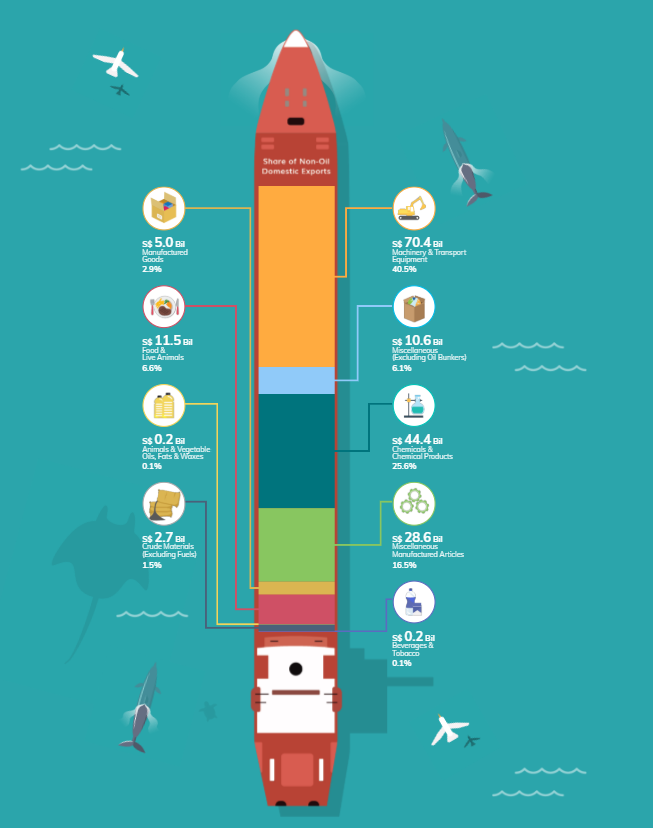 Share of Non-Oil
Domestic Exports
S$ 5.0 Bil
Manufactured
Goods
2.9%
S$ 11.5 Bil
Food &
Live Animals
6.6%
S$ 0.2 Bil
Animals & Vegetable
Oils, Fats & Waxes
0.1%
S$ 2.7 Bil
Crude Materials
(Excluding Fuels)
1.5%
S$ 70.4 Bil
Machinery & Transport
Equipment
40.5%
S$ 10.6 Bil
Miscellaneous
(Excluding Oil Bunkers)
6.1%
S$ 44.4 Bil
Chemicals &
Chemical Products
25.6%
S$ 28.6 Bil
Miscellaneous
Manufactured Articles
16.5%
S$ 0.2 Bil
Beverages &
Tobacco
0.1%